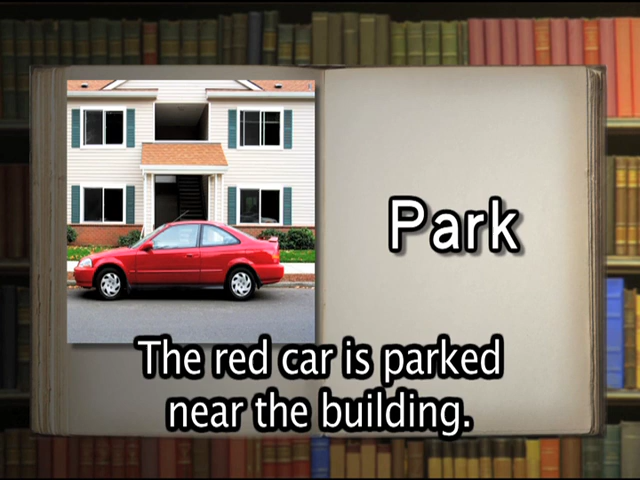 Park
The red car is parked
near the building.